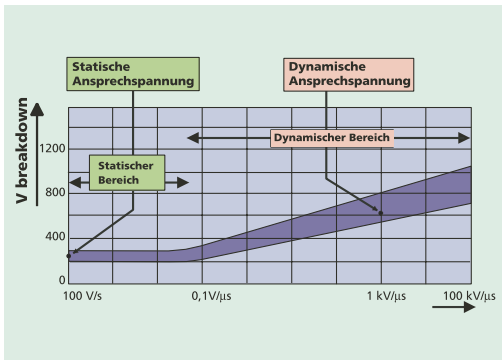 Statische
Ansprechspannung
Dynamische
Ansprechspannung
V breakdown
Dynamischer Bereich
1200
Statischer
Bereich
800
400
0
100 V/s
0,1V/µs
1 kV/µs
100 kV/µs